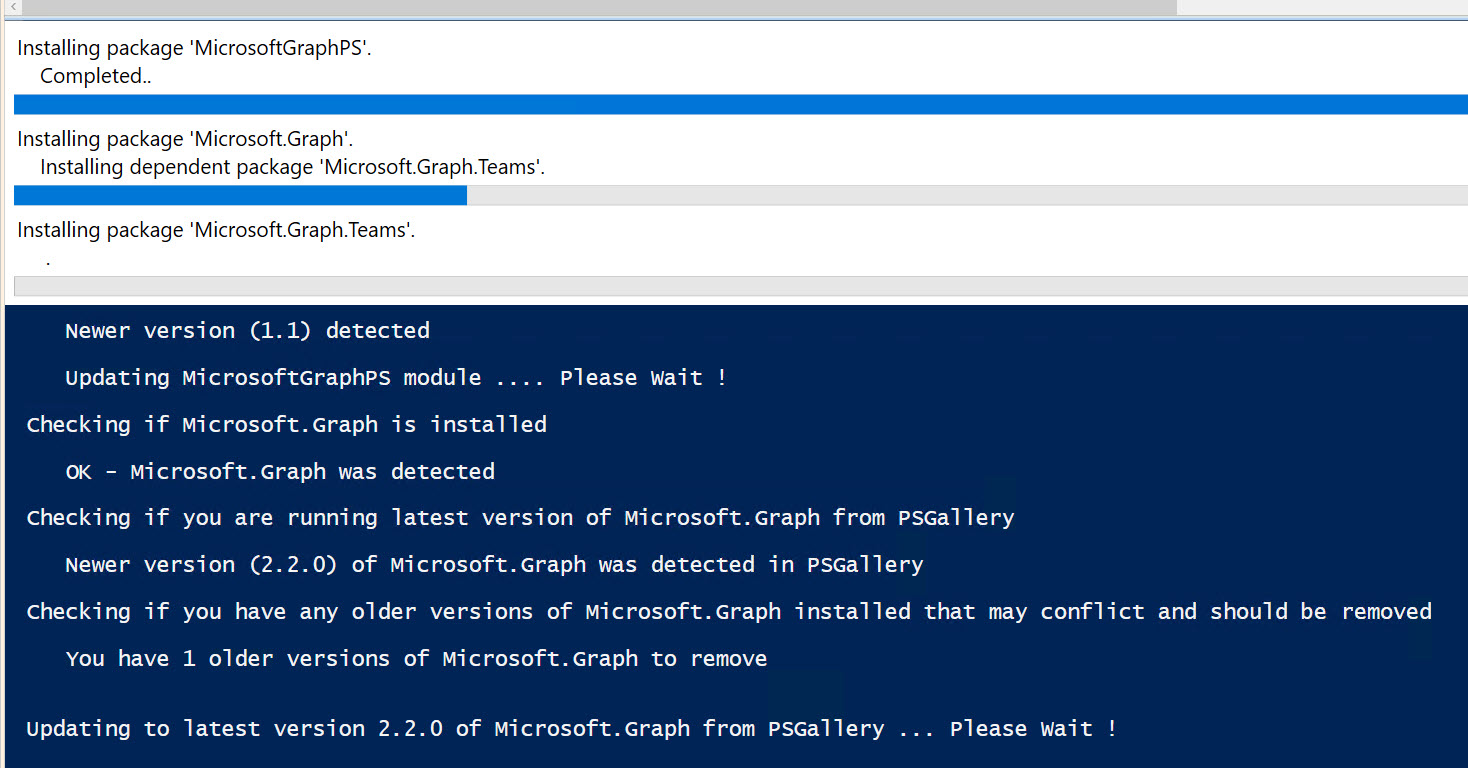 Installing package 'MicrosoftGraphPS'.
Completed..
Installing package 'Microsoft.Graph'.
Installing dependent package 'Microsoft.Graph.Teams'.
Installing package 'Microsoft.Graph.Teams'.
.
Newer version (1.1) detected
Updating MicrosoftGraphPS module .... Please Wait !
Checking if Microsoft.Graph is installed
OK - Microsoft.Graph was detected
Checking if you are running latest version of Microsoft.Graph from PSGallery
Newer version (2.2.0) of Microsoft.Graph was detected in PSGallery
Checking if you have any older versions of Microsoft.Graph installed that may conflict and should be removed
You have 1 older versions of Microsoft.Graph to remove
Updating to latest version 2.2.0 of Microsoft.Graph from PSGallery ... Please Wait !